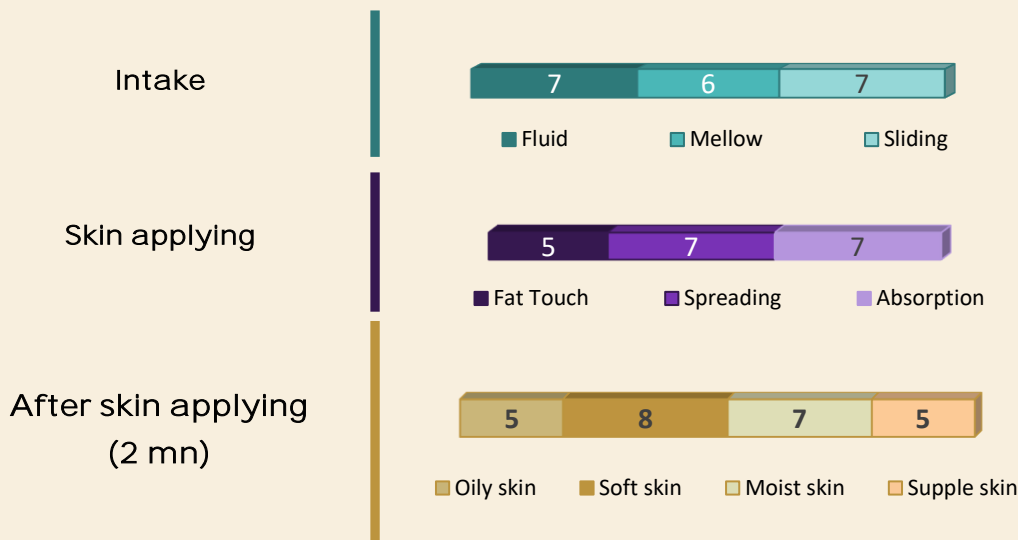 Intake
7 6 7
Fluid Mellow Sliding
Skin applying
5 7 7
Fat Touch Spreading Absorption
After skin applying
(2 mn)
5 8 7 5
Oily skin Soft skin Moist skin Supple skin